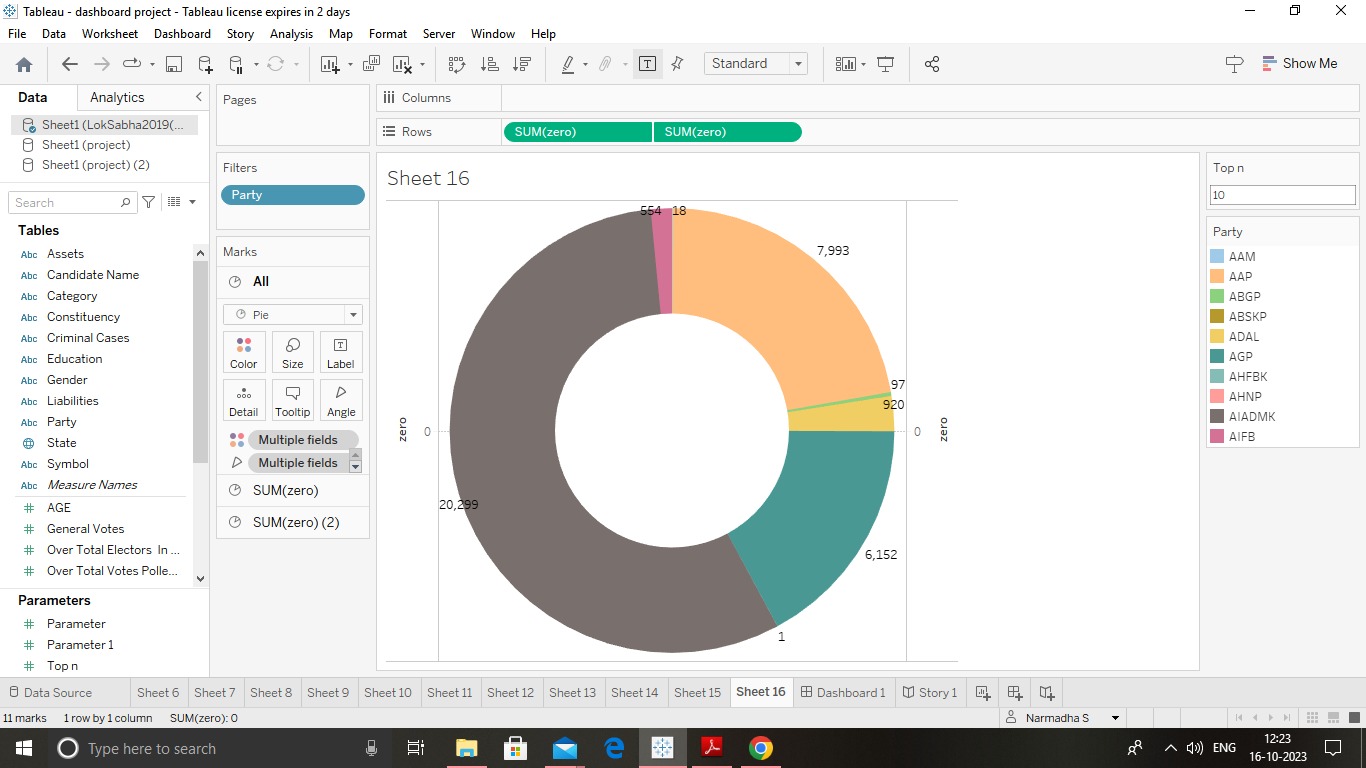 Tableau - dashboard project - Tableau license expires in 2 days
File Data Worksheet Dashboard Story Analysis Map Format Server Window Help
Standard
Show Me
Data Analytics
Sheet1 (LokSabha2019(...
Sheet1 (project)
Sheet1 (project) (2)
Search
Tables
Abc Assets
Abc Candidate Name
Abc Category
Abc Constituency
Abc Criminal Cases
Abc Education
Abc Gender
Abc Liabilities
Abc Party
State
Abc Symbol
Abc Measure Names
# AGE
# General Votes
# Over Total Electors In ...
# Over Total Votes Polle...
Parameters
# Parameter
# Parameter 1
# Top n
Pages
Filters
Party
Marks
All
Pie
Color Size Label
Detail Tooltip Angle
Multiple fields
Multiple fields
SUM(zero)
SUM(zero) (2)
Columns
Rows SUM(zero) SUM(zero)
Sheet 16
554 18
7,993
97
920
zero 0
0 zero
20,299
6,152
1
Top n
10
Party
AAM
AAP
ABGP
ABSKP
ADAL
AGP
AHFBK
AHNP
AIADMK
AIFB
Data Source Sheet 6 Sheet 7 Sheet 8 Sheet 9 Sheet 10 Sheet 11 Sheet 12 Sheet 13 Sheet 14 Sheet 15 Sheet 16 Dashboard 1 Story 1
11 marks 1 row by 1 column SUM(zero): 0
Narmadha S
Type here to search
ENG
12:23
16-10-2023